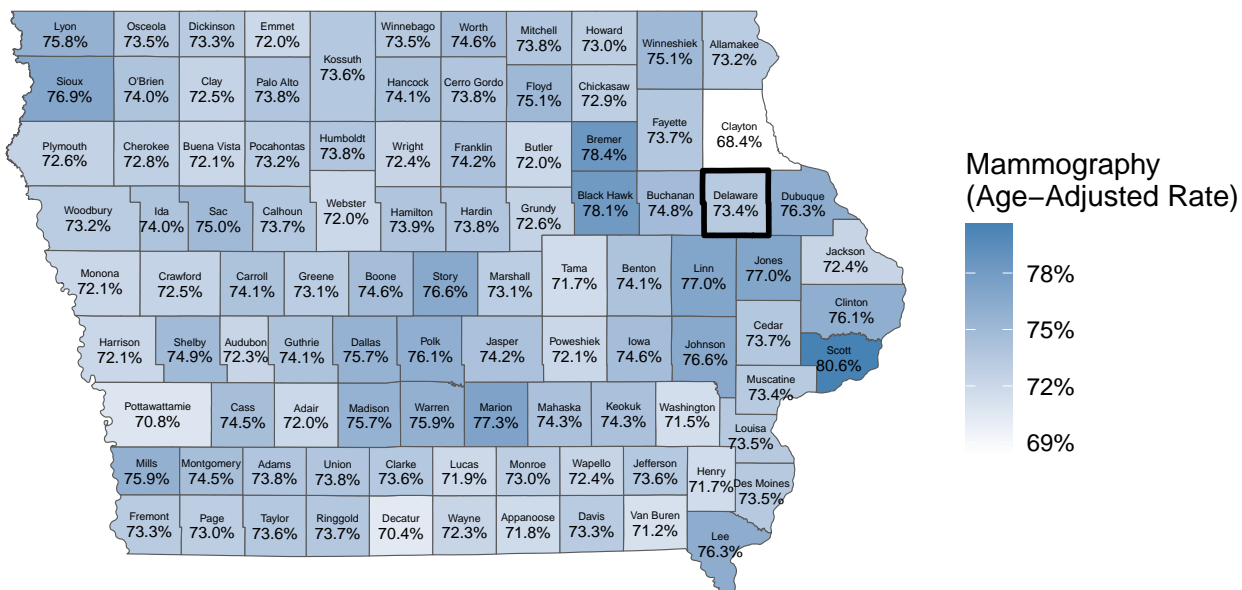 Lyon
75.8%
Osceola
73.5%
Dickinson
73.3%
Emmet
72.0%
Kossuth
73.6%
Winnebago
73.5%
Worth
74.6%
Mitchell
73.8%
Howard
73.0%
Winneshiek
75.1%
Allamakee
73.2%
Sioux
76.9%
O'Brien
74.0%
Clay
72.5%
Palo Alto
73.8%
Hancock
74.1%
Cerro Gordo
73.8%
Floyd
75.1%
Chickasaw
72.9%
Fayette
73.7%
Clayton
68.4%
Plymouth
72.6%
Cherokee
72.8%
Buena Vista
72.1%
Pocahontas
73.2%
Humboldt
73.8%
Wright
72.4%
Franklin
74.2%
Butler
72.0%
Bremer
78.4%
Woodbury
73.2%
Ida
74.0%
Sac
75.0%
Calhoun
73.7%
Webster
72.0%
Hamilton
73.9%
Hardin
73.8%
Grundy
72.6%
Black Hawk
78.1%
Buchanan
74.8%
Delaware
73.4%
Dubuque
76.3%
Monona
72.1%
Crawford
72.5%
Carroll
74.1%
Greene
73.1%
Boone
74.6%
Story
76.6%
Marshall
73.1%
Tama
71.7%
Benton
74.1%
Linn
77.0%
Jones
77.0%
Jackson
72.4%
Clinton
76.1%
Harrison
72.1%
Shelby
74.9%
Audubon
72.3%
Guthrie
74.1%
Dallas
75.7%
Polk
76.1%
Jasper
74.2%
Poweshiek
72.1%
Iowa
74.6%
Johnson
76.6%
Cedar
73.7%
Scott
80.6%
Muscatine
73.4%
Pottawattamie
70.8%
Cass
74.5%
Adair
72.0%
Madison
75.7%
Warren
75.9%
Marion
77.3%
Mahaska
74.3%
Keokuk
74.3%
Washington
71.5%
Louisa
73.5%
Mills
75.9%
Montgomery
74.5%
Adams
73.8%
Union
73.8%
Clarke
73.6%
Lucas
71.9%
Monroe
73.0%
Wapello
72.4%
Jefferson
73.6%
Henry
71.7%
Des Moines
73.5%
Fremont
73.3%
Page
73.0%
Taylor
73.6%
Ringgold
73.7%
Decatur
70.4%
Wayne
72.3%
Appanoose
71.8%
Davis
73.3%
Van Buren
71.2%
Lee
76.3%
Mammography
(Age−Adjusted Rate)
78%
75%
72%
69%